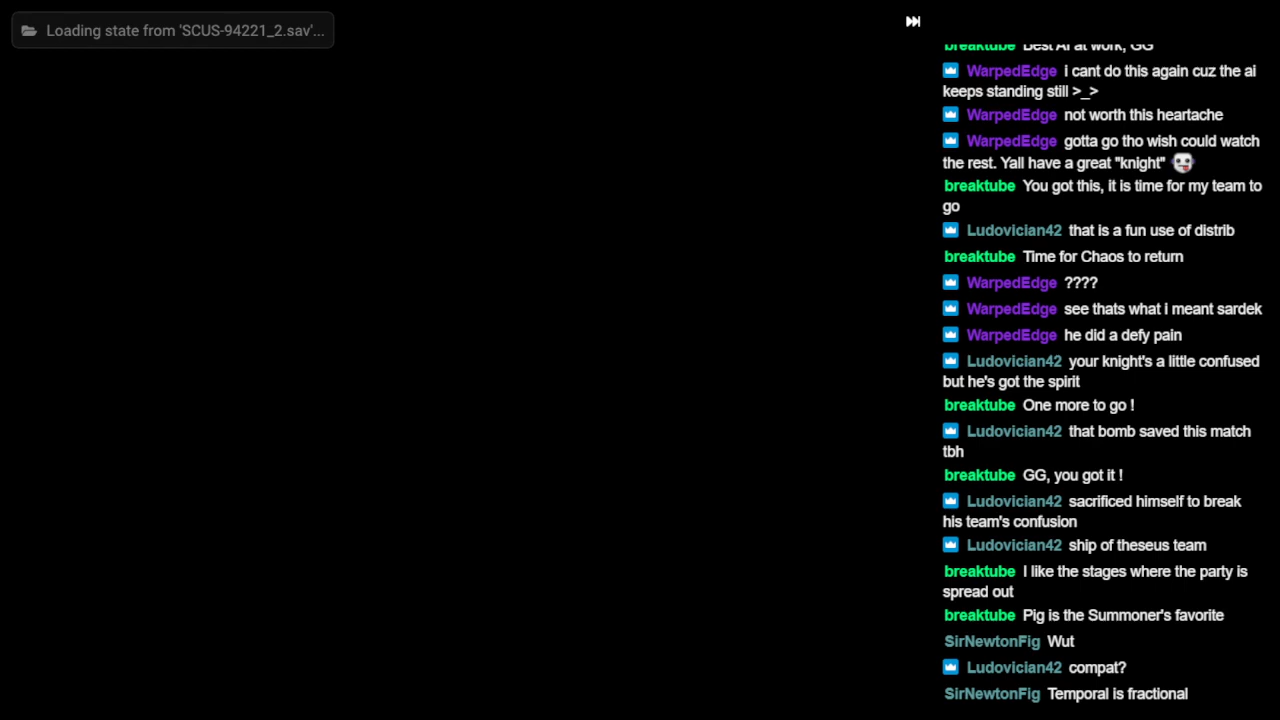 Loading state from 'SCUS-94221_2.sav'...
breaktube Best AI at work, GG
WarpedEdge i cant do this again cuz the ai
keeps standing still >_>
WarpedEdge not worth this heartache
WarpedEdge gotta go tho wish could watch
the rest. Yall have a great "knight"
breaktube You got this, it is time for my team to
go
Ludovician42 that is a fun use of distrib
breaktube Time for Chaos to return
WarpedEdge ????
WarpedEdge see thats what i meant sardek
WarpedEdge he did a defy pain
Ludovician42 your knight's a little confused
but he's got the spirit
breaktube One more to go !
Ludovician42 that bomb saved this match
tbh
breaktube GG, you got it !
Ludovician42 sacrificed himself to break
his team's confusion
Ludovician42 ship of theseus team
breaktube I like the stages where the party is
spread out
breaktube Pig is the Summoner's favorite
SirNewtonFig Wut
Ludovician42 compat?
SirNewtonFig Temporal is fractional